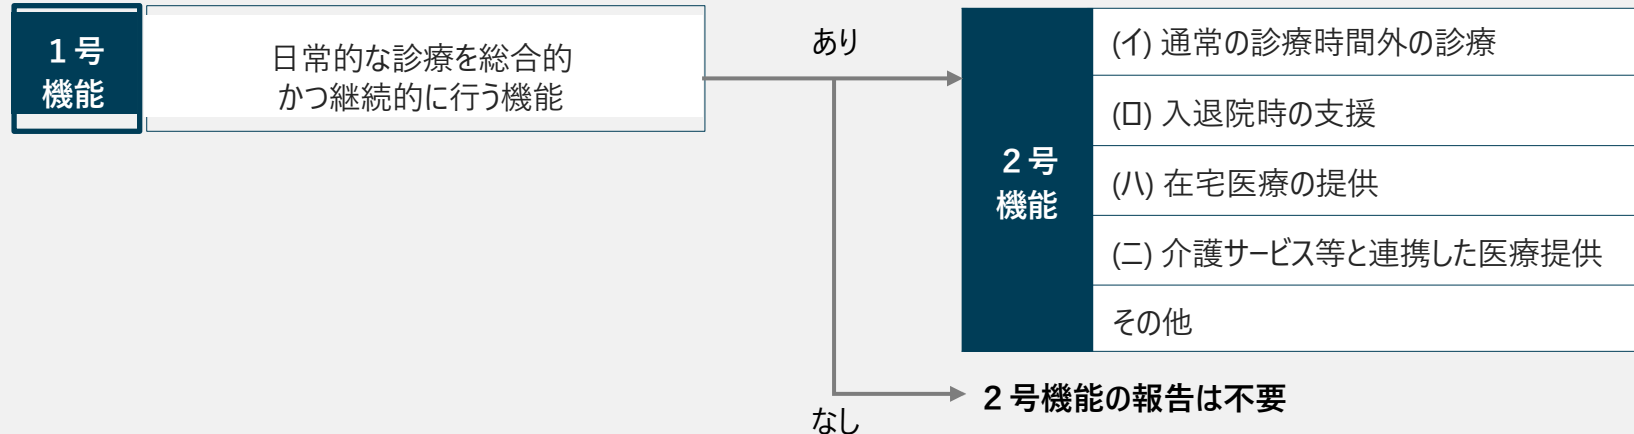 1号
機能
日常的な診療を総合的
かつ継続的に行う機能
あり
2号
機能
(イ) 通常の診療時間外の診療
(ロ) 入退院時の支援
(ハ) 在宅医療の提供
(ニ) 介護サービス等と連携した医療提供
その他
2号機能の報告は不要
なし